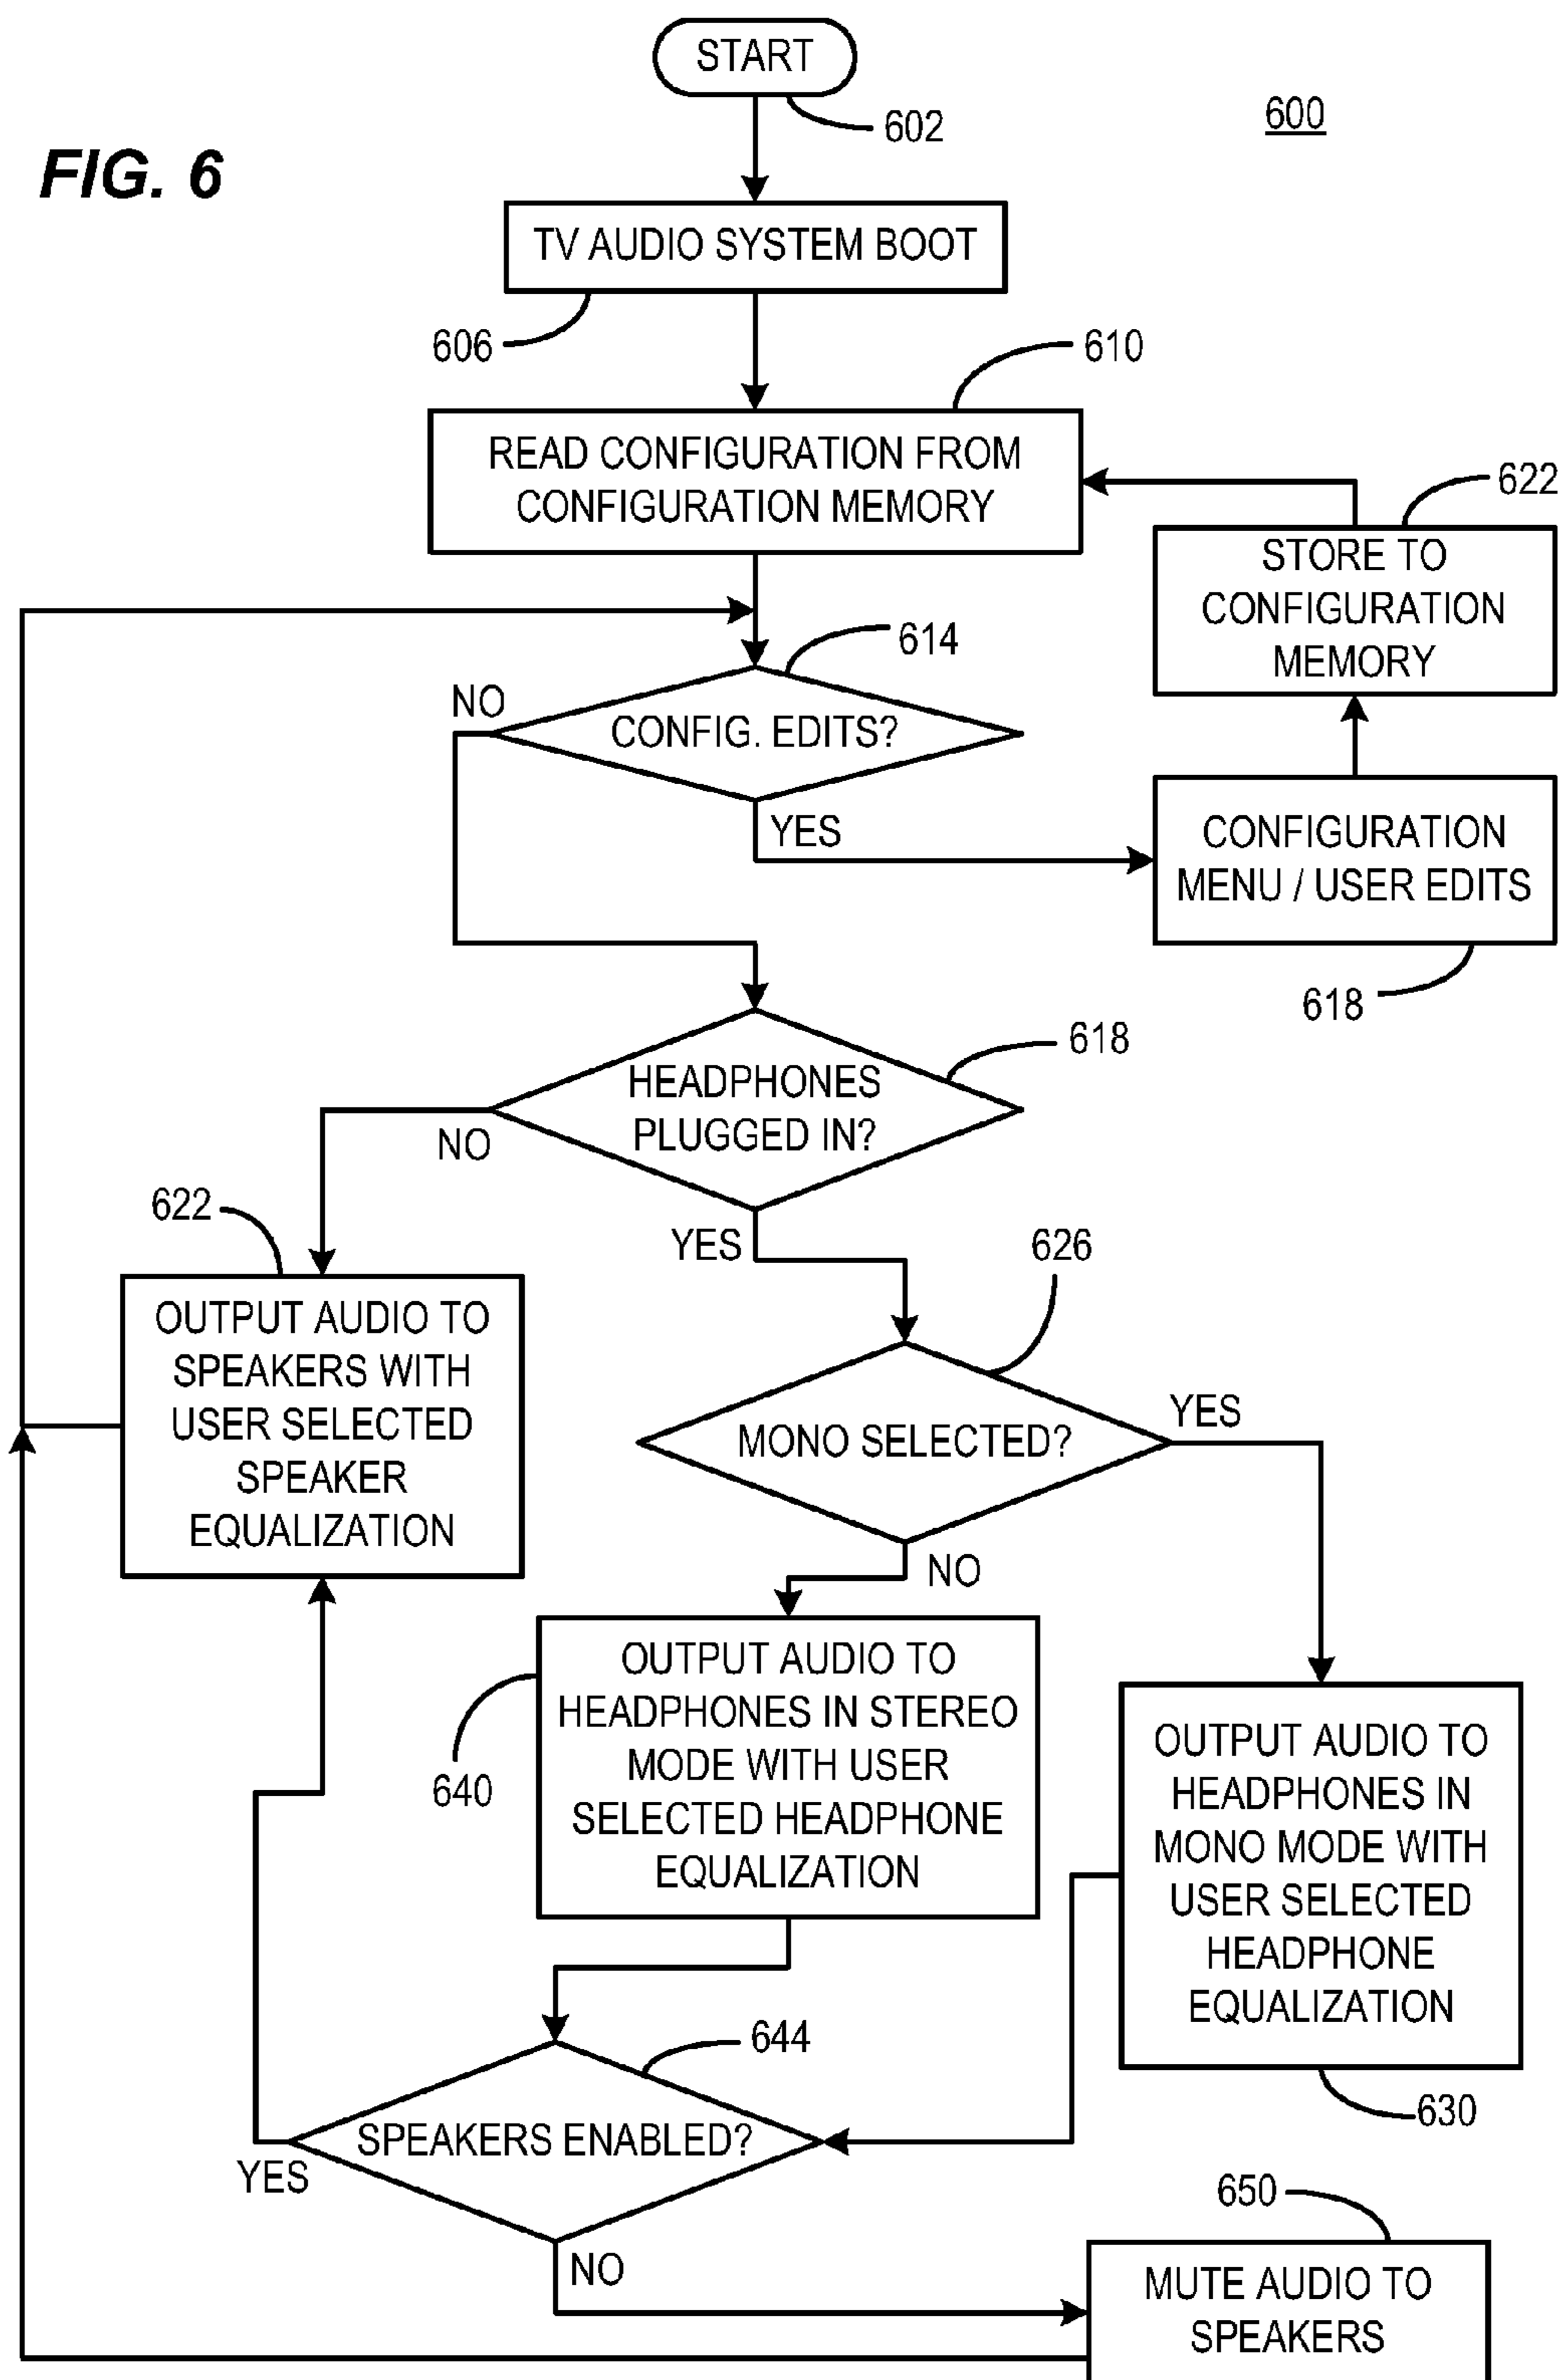 START
602
600
FIG. 6
TV AUDIO SYSTEM BOOT
606
610
READ CONFIGURATION FROM
CONFIGURATION MEMORY
622
STORE TO
CONFIGURATION
MEMORY
614
NO
CONFIG. EDITS?
YES
CONFIGURATION
MENU / USER EDITS
618
618
HEADPHONES
PLUGGED IN?
NO
622
YES
626
OUTPUT AUDIO TO
SPEAKERS WITH
USER SELECTED
SPEAKER
EQUALIZATION
MONO SELECTED?
YES
NO
OUTPUT AUDIO TO
HEADPHONES IN STEREO
MODE WITH USER
SELECTED HEADPHONE
EQUALIZATION
640
OUTPUT AUDIO TO
HEADPHONES IN
MONO MODE WITH
USER SELECTED
HEADPHONE
EQUALIZATION
630
644
SPEAKERS ENABLED?
YES
NO
650
MUTE AUDIO TO
SPEAKERS